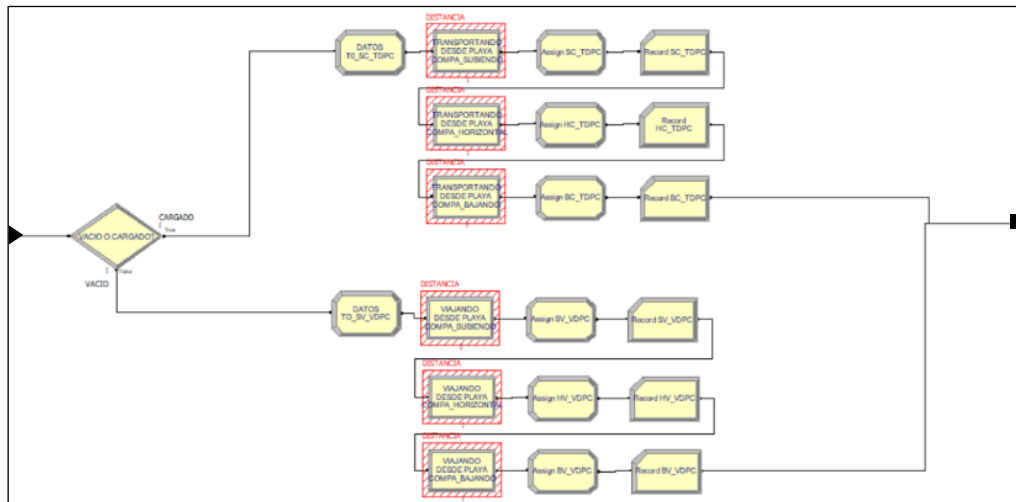 DISTANCIA
DATOS
T0_SC_TDPC
TRANSPORTANDO
DESDE PLAYA
COMPA_SUBIENDO
Assign SC_TDPC
Record SC_TDPC
DISTANCIA
TRANSPORTANDO
DESDE PLAYA
COMPA_HORIZONTAL
Assign HC_TDPC
Record
HC_TDPC
DISTANCIA
TRANSPORTANDO
DESDE PLAYA
COMPA_BAJANDO
Assign BC_TDPC
Record BC_TDPC
CARGADO
True
VACIO O CARGADO?
False
VACIO
DISTANCIA
DATOS
TO_SV_VDPC
VIAJANDO
DESDE PLAYA
COMPA_SUBIENDO
Assign SV_VDPC
Record SV_VDPC
DISTANCIA
VIAJANDO
DESDE PLAYA
COMPA_HORIZONTAL
Assign HV_VDPC
Record HV_VDPC
DISTANCIA
VIAJANDO
DESDE PLAYA
COMPA_BAJANDO
Assign BV_VDPC
Record BV_VDPC